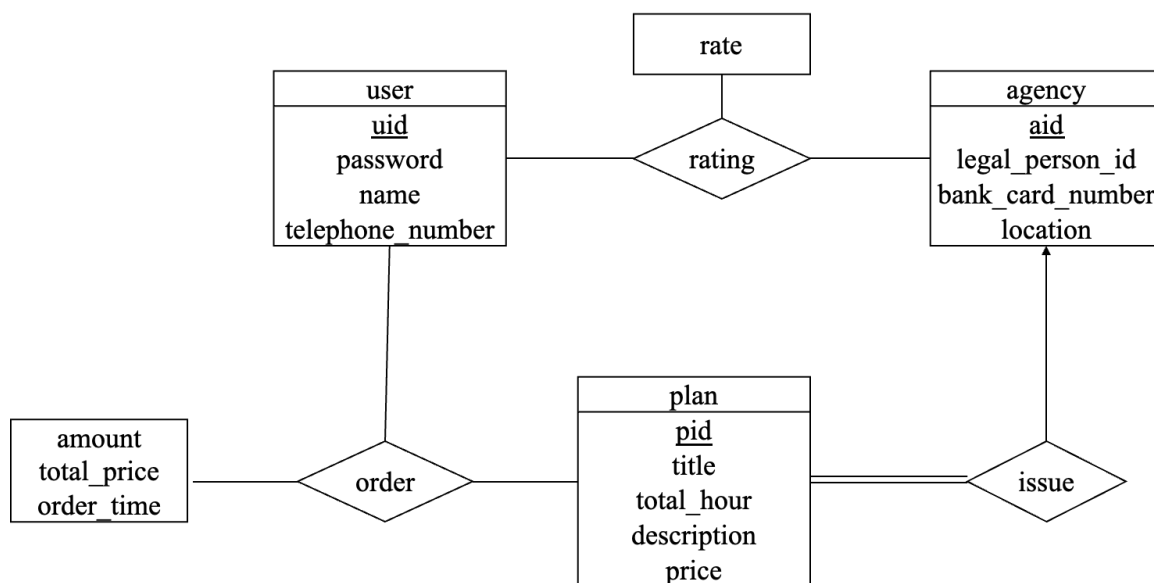 rate
user
uid
password
name
telephone_number
rating
agency
aid
legal_person_id
bank_card_number
location
amount
total_price
order_time
order
plan
pid
title
total_hour
description
price
issue